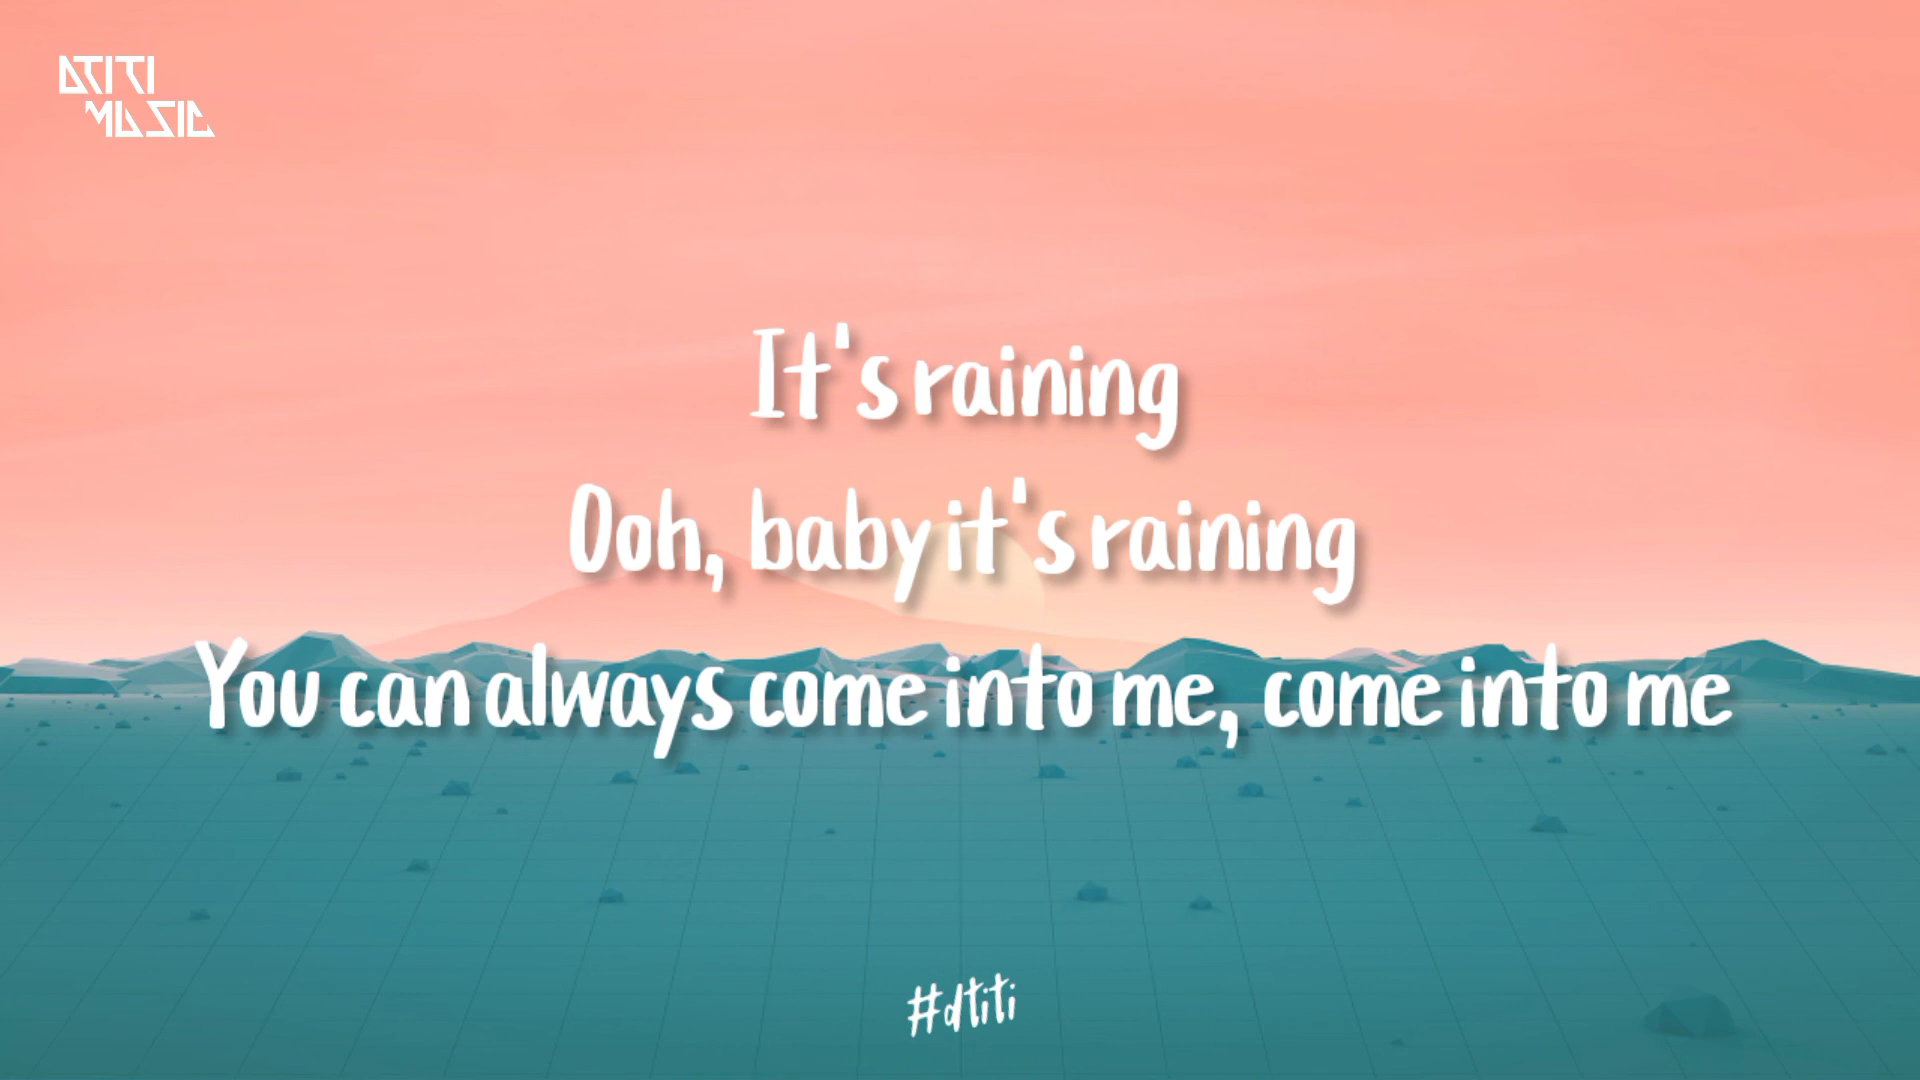 DTITI
MUSIC
It's raining
Ooh, baby it's raining
You can always come into me, come into me
#dtiti